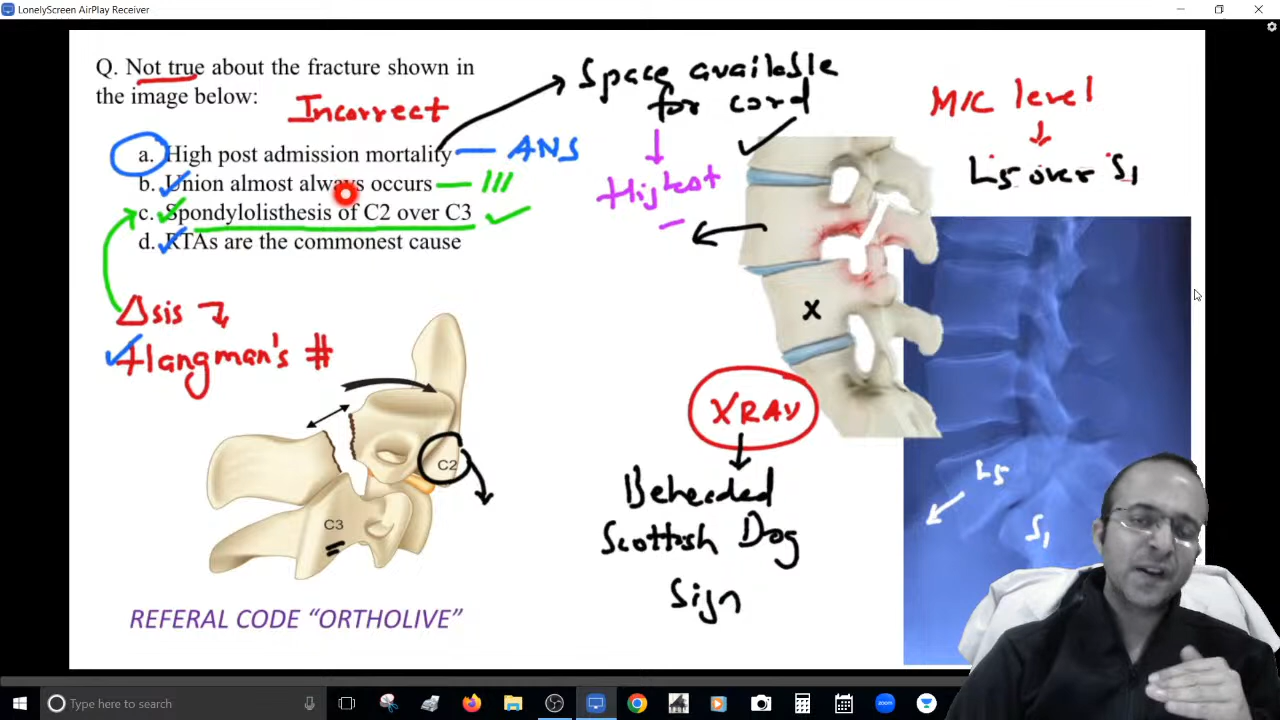 LonelyScreen AirPlay Receiver
Q. Not true about the fracture shown in
the image below:
Incorrect
a. High post admission mortality — ANS
b. Union almost always occurs
c. Spondylolisthesis of C2 over C3
d. RTAs are the commonest cause
Δsis
Hangman's #
C2
C3
REFERAL CODE “ORTHOLIVE”
Space available
for cord
Highest
X
XRAY
Beheaded
Scottosh Dog
Sign
M/C level
L5 over S1
L5
S1
Type here to search
zoom